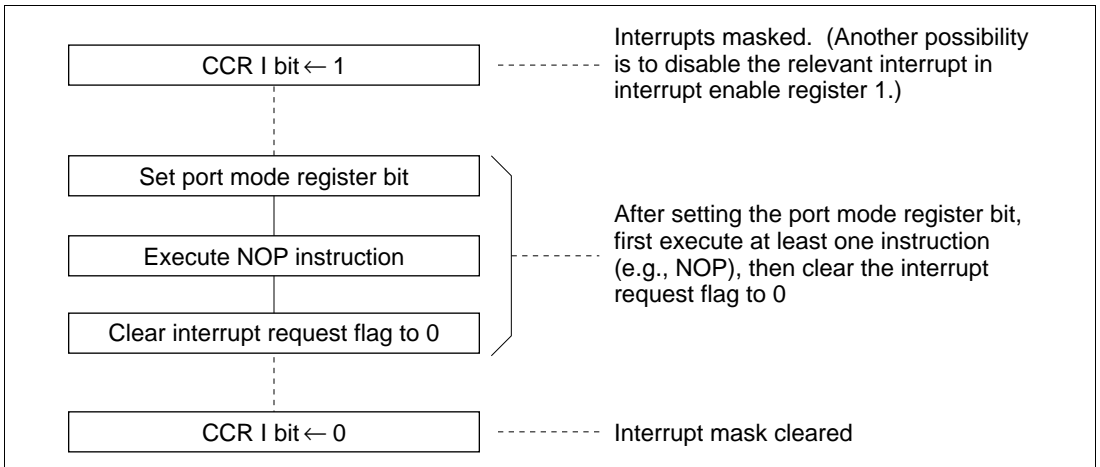 CCR I bit ← 1
Interrupts masked. (Another possibility
is to disable the relevant interrupt in
interrupt enable register 1.)
Set port mode register bit
Execute NOP instruction
Clear interrupt request flag to 0
After setting the port mode register bit,
first execute at least one instruction
(e.g., NOP), then clear the interrupt
request flag to 0
CCR I bit ← 0
Interrupt mask cleared